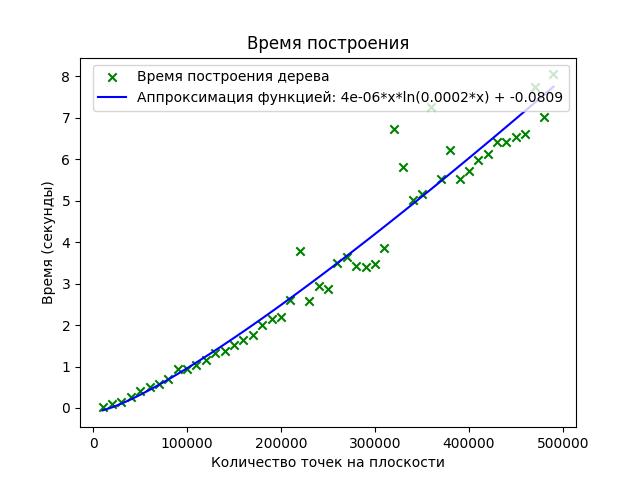 Время построения
Время построения дерева
Аппроксимация функцией: 4e-06*x*ln(0.0002*x) + -0.0809
Время (секунды)
8
7
6
5
4
3
2
1
0
0 100000 200000 300000 400000 500000
Количество точек на плоскости